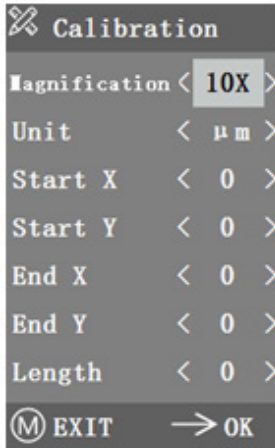 Calibration
Magnification < 10X >
Unit < μm >
Start X < 0 >
Start Y < 0 >
End X < 0 >
End Y < 0 >
Length < 0 >
Ⓜ EXIT → OK